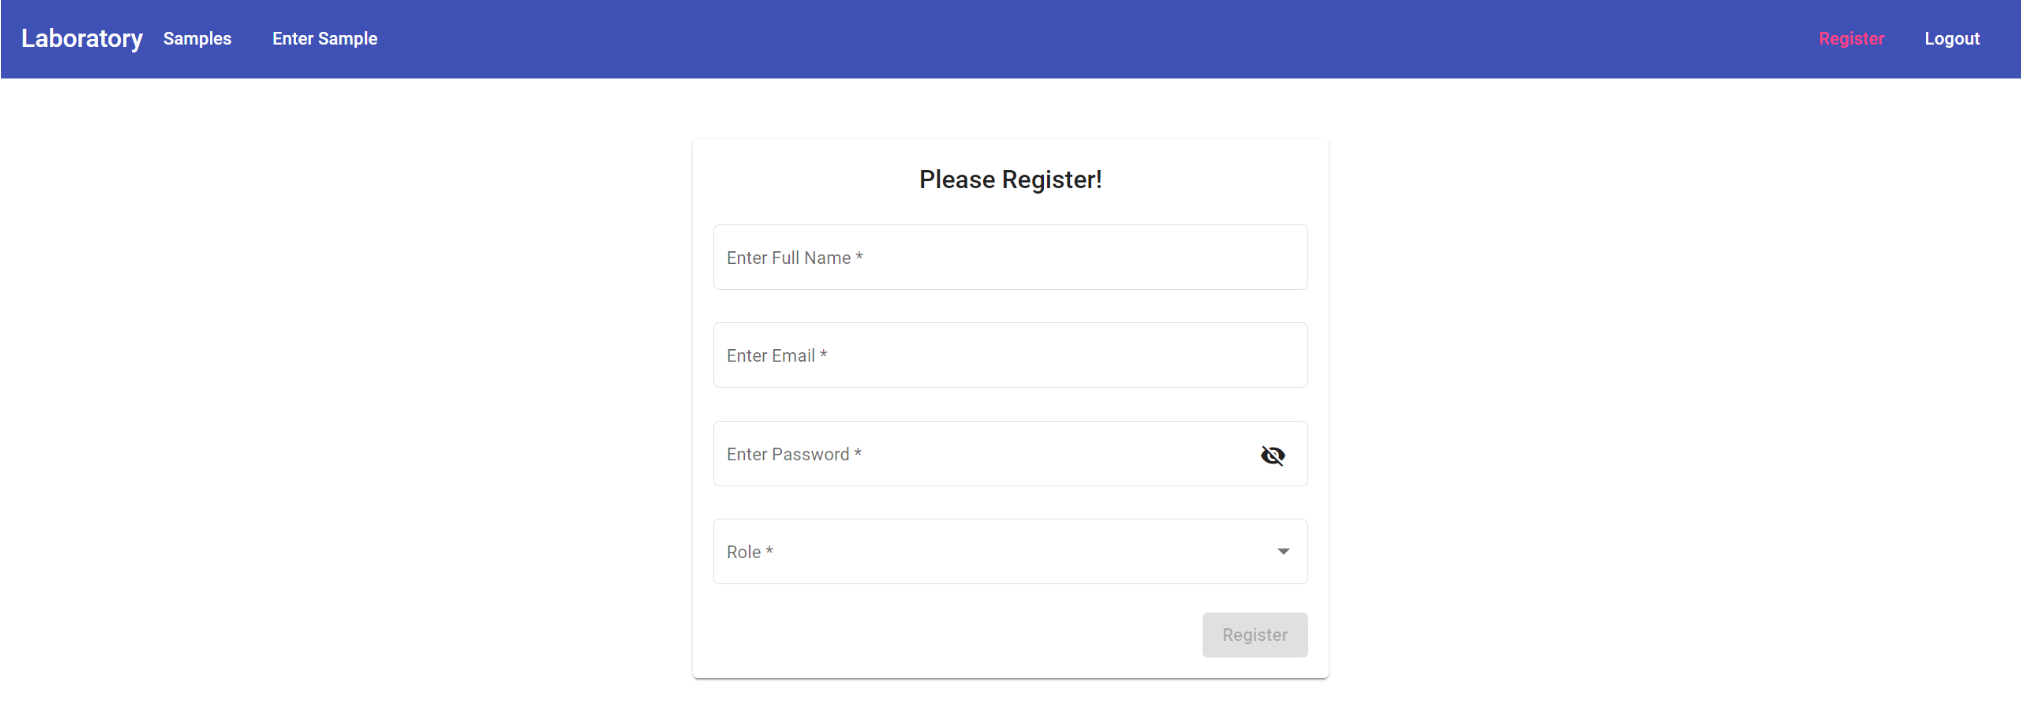 Laboratory Samples Enter Sample Register Logout
Please Register!
Enter Full Name *
Enter Email *
Enter Password *
Role *
Register